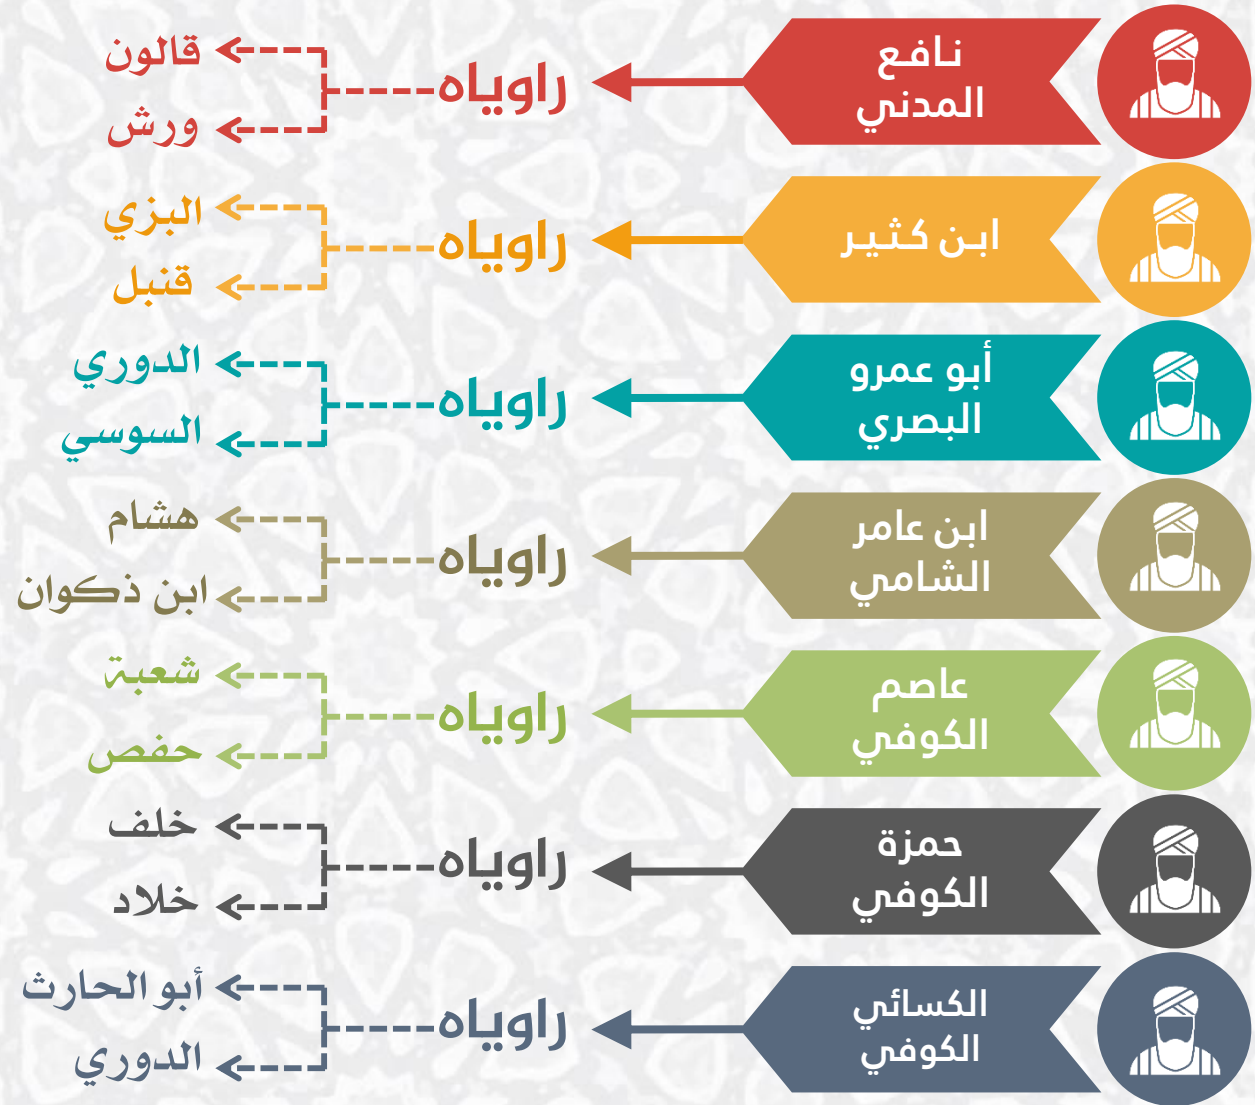 نافع
المدني
راوياه
قالون
ورش
ابن كثير
راوياه
البزي
قنبل
أبو عمرو
البصري
راوياه
الدوري
السوسي
ابن عامر
الشامي
راوياه
هشام
ابن ذكوان
عاصم
الكوفي
راوياه
شعبة
حفص
حمزة
الكوفي
راوياه
خلف
خلاد
الكسائي
الكوفي
راوياه
أبو الحارث
الدوري